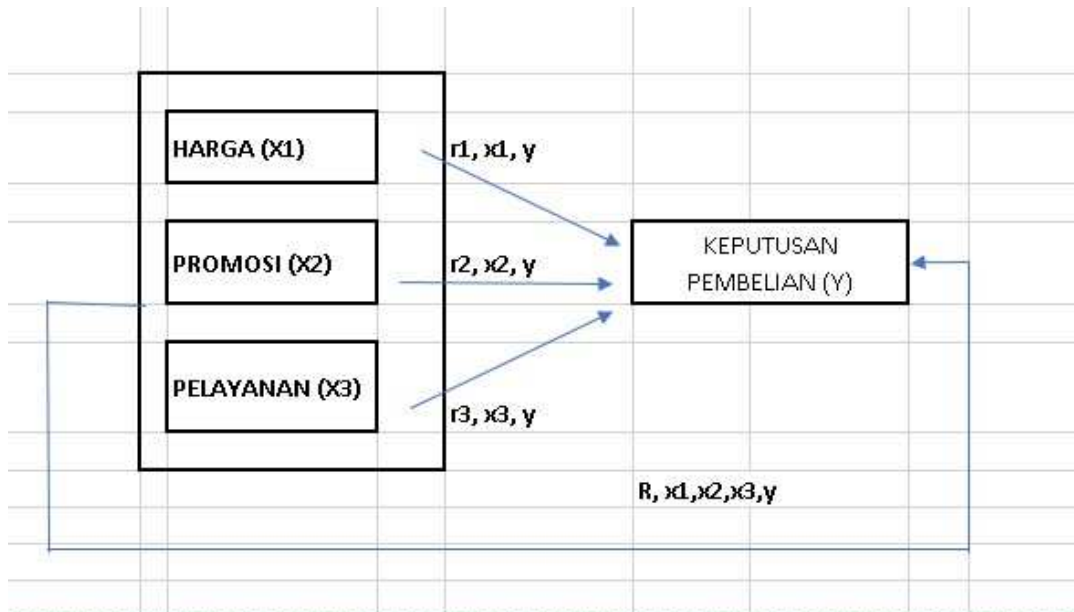 HARGA (X1)
r1, x1, y
PROMOSI (X2)
r2, x2, y
KEPUTUSAN
PEMBELIAN (Y)
PELAYANAN (X3)
r3, x3, y
R, x1,x2,x3,y